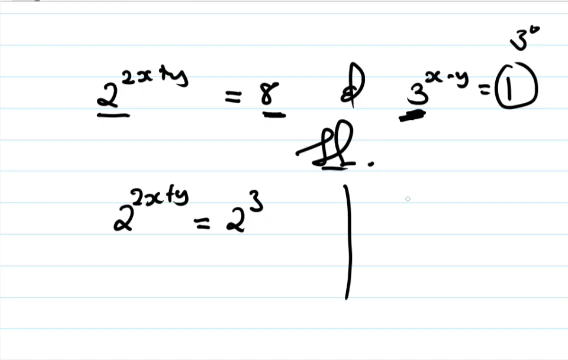 3⁰
2^{2x+y} = 8 & 3^{x-y} = 1
2^{2x+y} = 2³